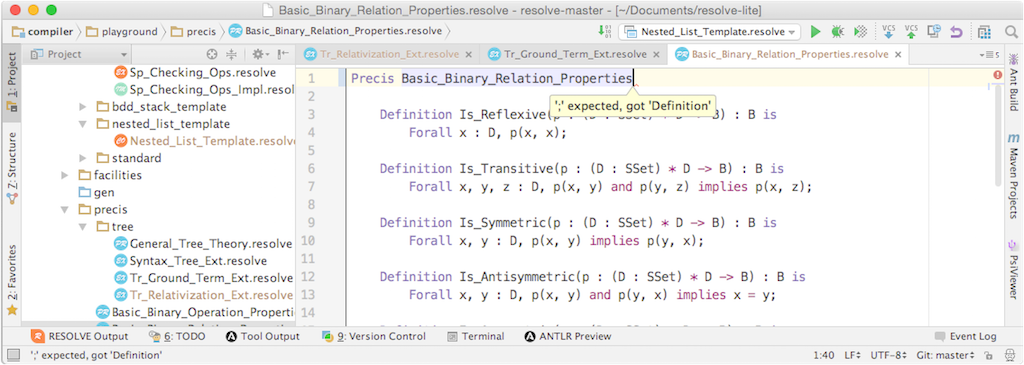 Basic_Binary_Relation_Properties.resolve - resolve-master - [~/Documents/resolve-lite]
compiler playground precis Basic_Binary_Relation_Properties.resolve Nested_List_Template.resolve VCS VCS
Project Tr_Relativization_Ext.resolve Tr_Ground_Term_Ext.resolve Basic_Binary_Relation_Properties.resolve 5
1: Project
Z: Structure
2: Favorites
Sp_Checking_Ops.resolve
Sp_Checking_Ops_Impl.resol
bdd_stack_template
nested_list_template
Nested_List_Template.resolve
standard
facilities
gen
precis
tree
General_Tree_Theory.resolve
Syntax_Tree_Ext.resolve
Tr_Ground_Term_Ext.resolve
Tr_Relativization_Ext.resolve
Basic_Binary_Operation_Properti
1 Precis Basic_Binary_Relation_Properties
';' expected, got 'Definition'
2
3 Definition Is_Reflexive(p : (D : SSet) * D -> B) : B is
4 Forall x : D, p(x, x);
5
6 Definition Is_Transitive(p : (D : SSet) * D -> B) : B is
7 Forall x, y, z : D, p(x, y) and p(y, z) implies p(x, z);
8
9 Definition Is_Symmetric(p : (D : SSet) * D -> B) : B is
10 Forall x, y : D, p(x, y) implies p(y, x);
11
12 Definition Is_Antisymmetric(p : (D : SSet) * D -> B) : B is
13 Forall x, y : D, p(x, y) and p(y, x) implies x = y;
14
Ant Build
m Maven Projects
PsiViewer
RESOLVE Output 6: TODO Tool Output 9: Version Control Terminal ANTLR Preview Event Log
';' expected, got 'Definition' 1:40 LF UTF-8 Git: master